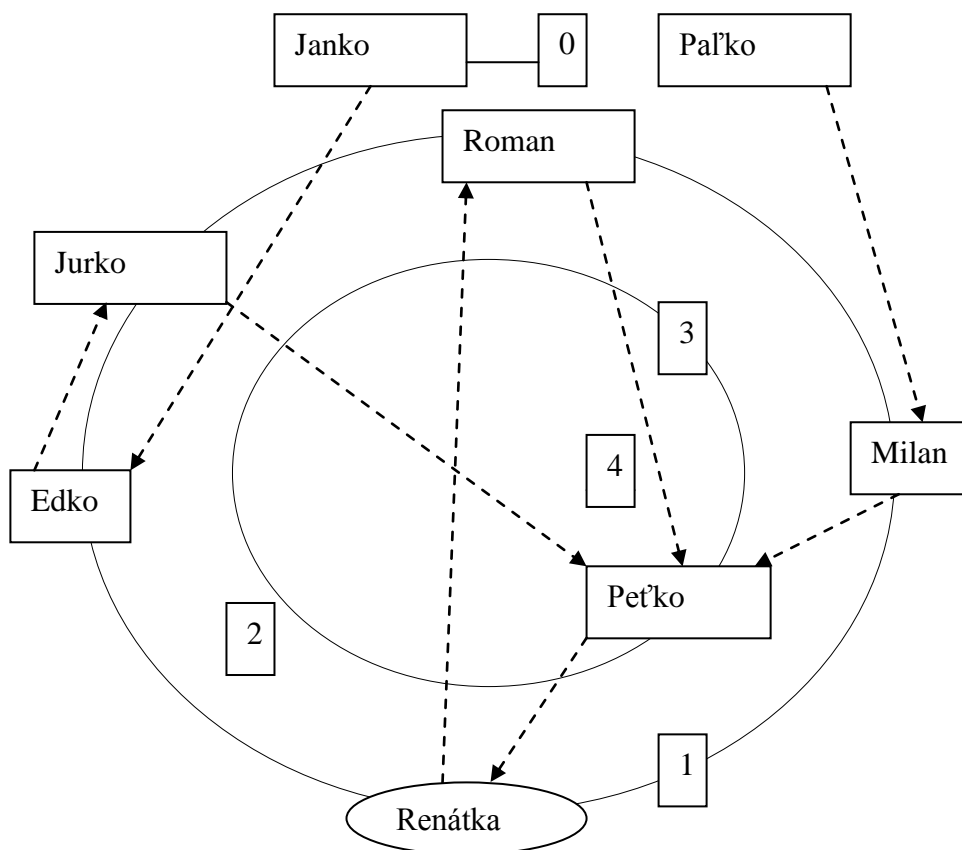 Janko
0
Paľko
Roman
Jurko
3
Milan
4
Edko
Peťko
2
1
Renátka